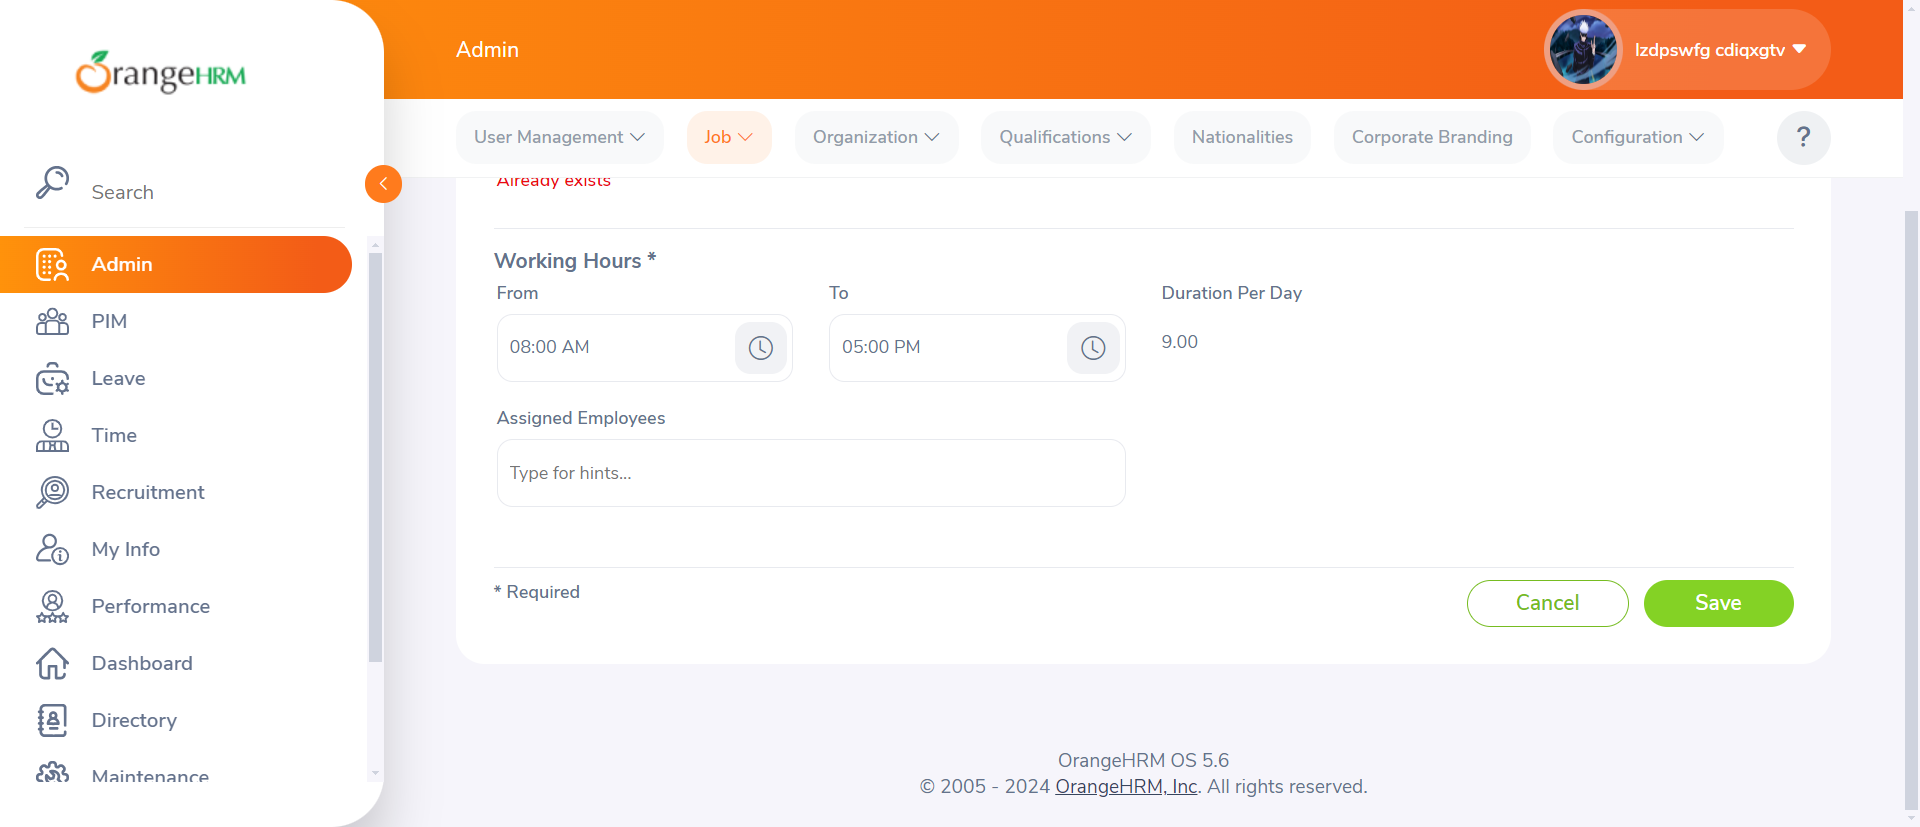 OrangeHRM
Admin
lzdpswfg cdiqxgtv
User Management
Job
Organization
Qualifications
Nationalities
Corporate Branding
Configuration
?
Search
Admin
PIM
Leave
Time
Recruitment
My Info
Performance
Dashboard
Directory
Maintenance
Already exists
Working Hours *
From
To
Duration Per Day
08:00 AM
05:00 PM
9.00
Assigned Employees
Type for hints...
* Required
Cancel
Save
OrangeHRM OS 5.6
© 2005 - 2024 OrangeHRM, Inc. All rights reserved.